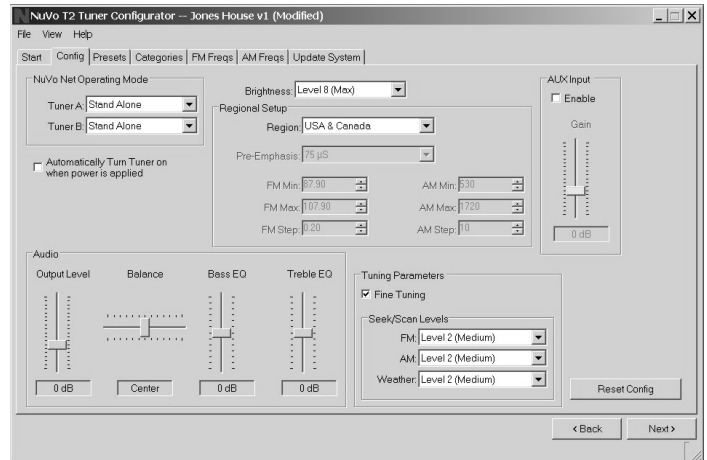 NuVo T2 Tuner Configurator -- Jones House v1 (Modified)
File View Help
Start Config Presets Categories FM Freqs AM Freqs Update System
NuVo Net Operating Mode
Tuner A: Stand Alone
Tuner B: Stand Alone
Automatically Turn Tuner on
when power is applied
Brightness: Level 8 (Max)
Regional Setup
Region: USA & Canada
Pre-Emphasis: 75 µS
FM Min: 87.90 AM Min: 530
FM Max: 107.90 AM Max: 1720
FM Step: 0.20 AM Step: 10
AUX Input
Enable
Gain
0 dB
Audio
Output Level Balance Bass EQ Treble EQ
0 dB Center 0 dB 0 dB
Tuning Parameters
Fine Tuning
Seek/Scan Levels
FM: Level 2 (Medium)
AM: Level 2 (Medium)
Weather: Level 2 (Medium)
Reset Config
< Back Next >